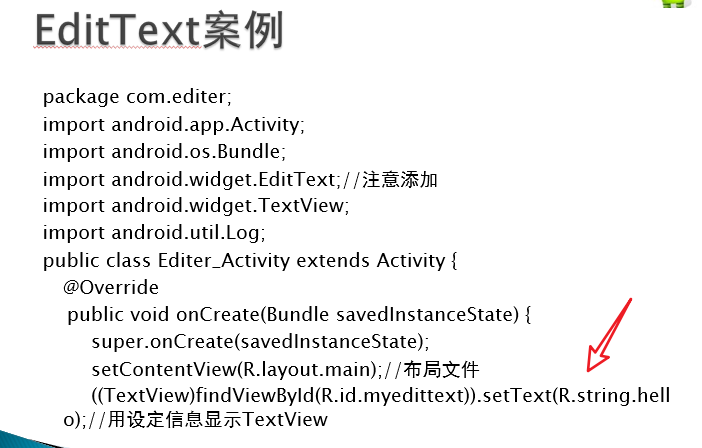 EditText案例
package com.editer;
import android.app.Activity;
import android.os.Bundle;
import android.widget.EditText;//注意添加
import android.widget.TextView;
import android.util.Log;
public class Editer_Activity extends Activity {
@Override
public void onCreate(Bundle savedInstanceState) {
super.onCreate(savedInstanceState);
setContentView(R.layout.main);//布局文件
((TextView)findViewById(R.id.myedittext)).setText(R.string.hell
o);//用设定信息显示TextView